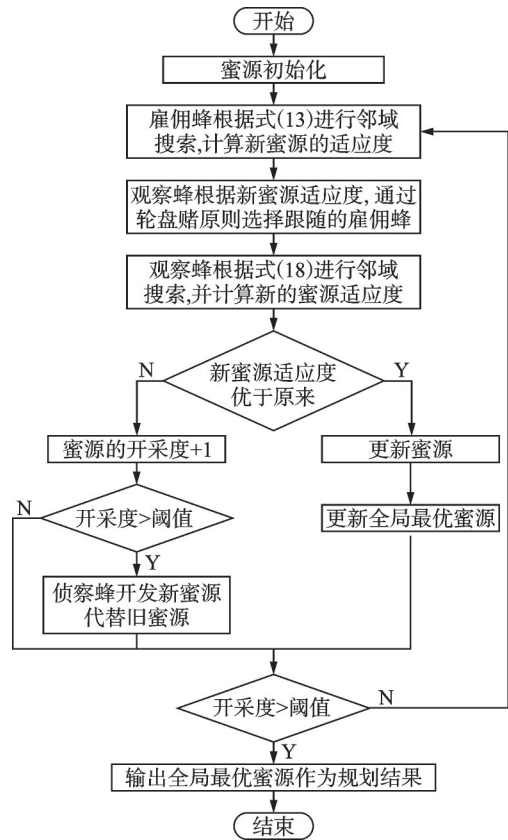 开始
蜜源初始化
雇佣蜂根据式(13)进行邻域
搜索,计算新蜜源的适应度
观察蜂根据新蜜源适应度,通过
轮盘赌原则选择跟随的雇佣蜂
观察蜂根据式(18)进行邻域
搜索,并计算新的蜜源适应度
N
新蜜源适应度
优于原来
Y
蜜源的开采度+1
更新蜜源
N
开采度>阈值
更新全局最优蜜源
Y
侦察蜂开发新蜜源
代替旧蜜源
开采度>阈值
N
Y
输出全局最优蜜源作为规划结果
结束